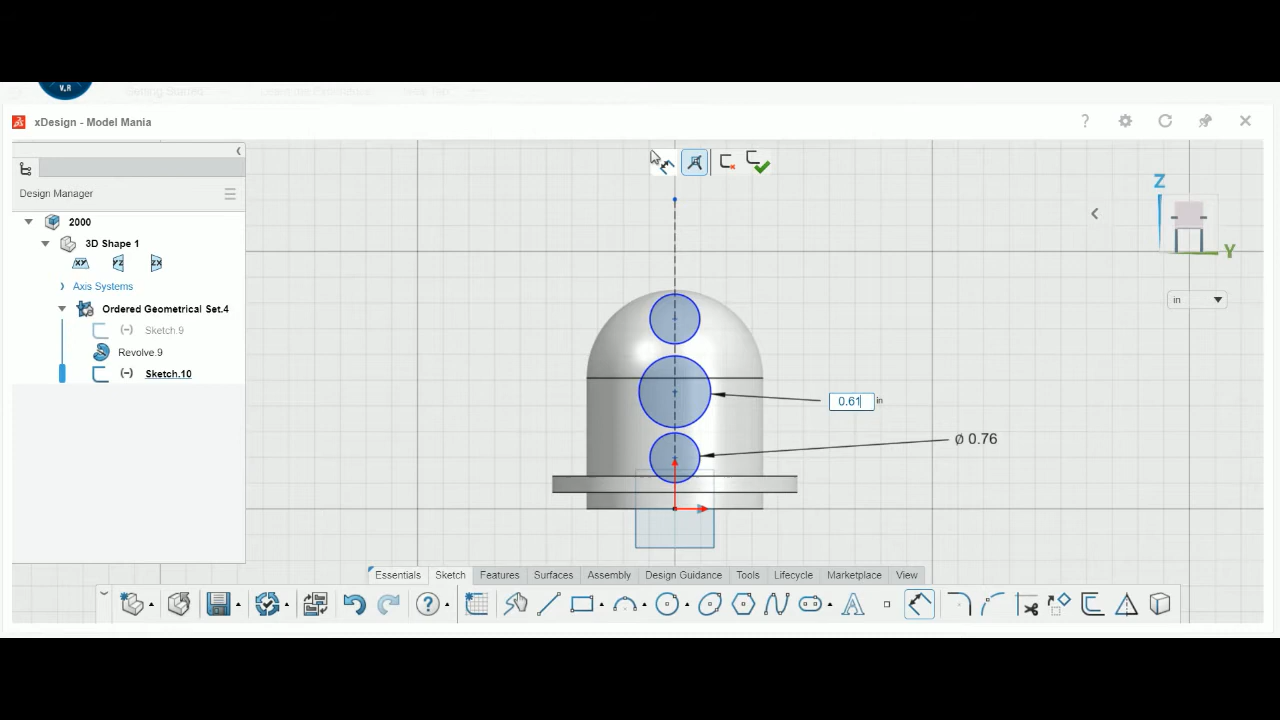 V.R
xDesign - Model Mania
Design Manager
2000
3D Shape 1
XY YZ ZX
Axis Systems
Ordered Geometrical Set.4
(-) Sketch.9
Revolve.9
(-) Sketch.10
Z
Y
in
0.61 in
Ø 0.76
Essentials Sketch Features Surfaces Assembly Design Guidance Tools Lifecycle Marketplace View